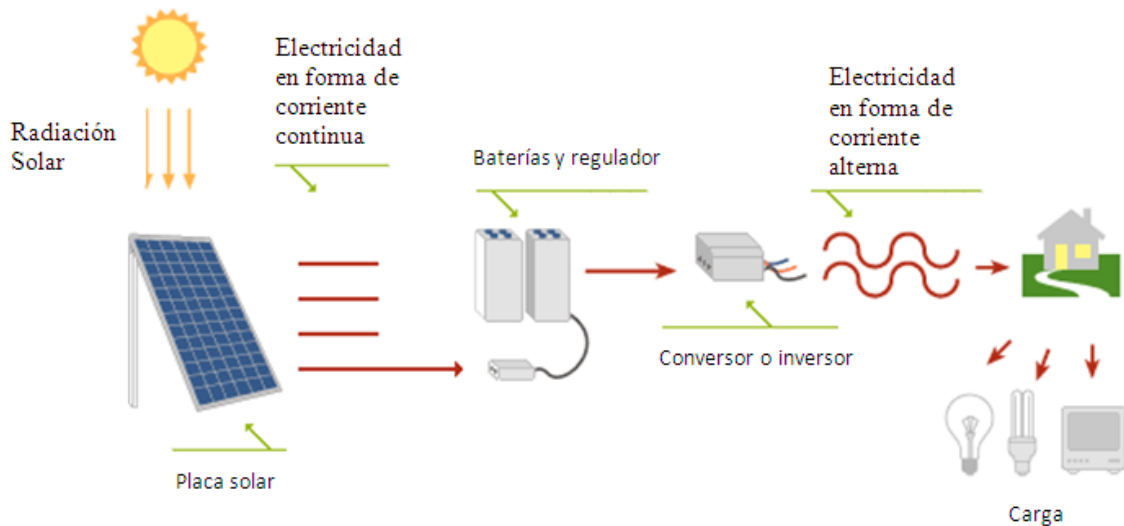 Radiación
Solar
Electricidad
en forma de
corriente
continua
Baterías y regulador
Electricidad
en forma de
corriente
alterna
Conversor o inversor
Placa solar
Carga